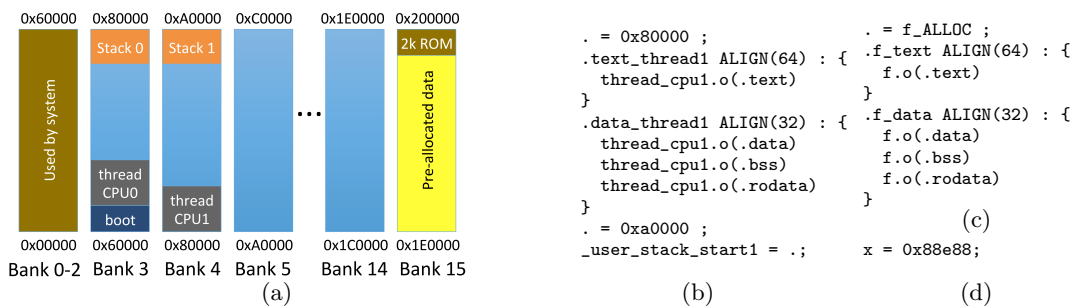 0x60000 0x80000 0xA0000 0xC0000 0x1E0000 0x200000
Used by system
Stack 0
thread
CPU0
boot
Stack 1
thread
CPU1
...
2k ROM
Pre-allocated data
0x00000 0x60000 0x80000 0xA0000 0x1C0000 0x1E0000
Bank 0-2 Bank 3 Bank 4 Bank 5 Bank 14 Bank 15
(a)
. = 0x80000 ;
.text_thread1 ALIGN(64) : {
thread_cpu1.o(.text)
}
.data_thread1 ALIGN(32) : {
thread_cpu1.o(.data)
thread_cpu1.o(.bss)
thread_cpu1.o(.rodata)
}
. = 0xa0000 ;
_user_stack_start1 = .;
(b)
. = f_ALLOC ;
.f_text ALIGN(64) : {
f.o(.text)
}
.f_data ALIGN(32) : {
f.o(.data)
f.o(.bss)
f.o(.rodata)
}
(c)
x = 0x88e88;
(d)